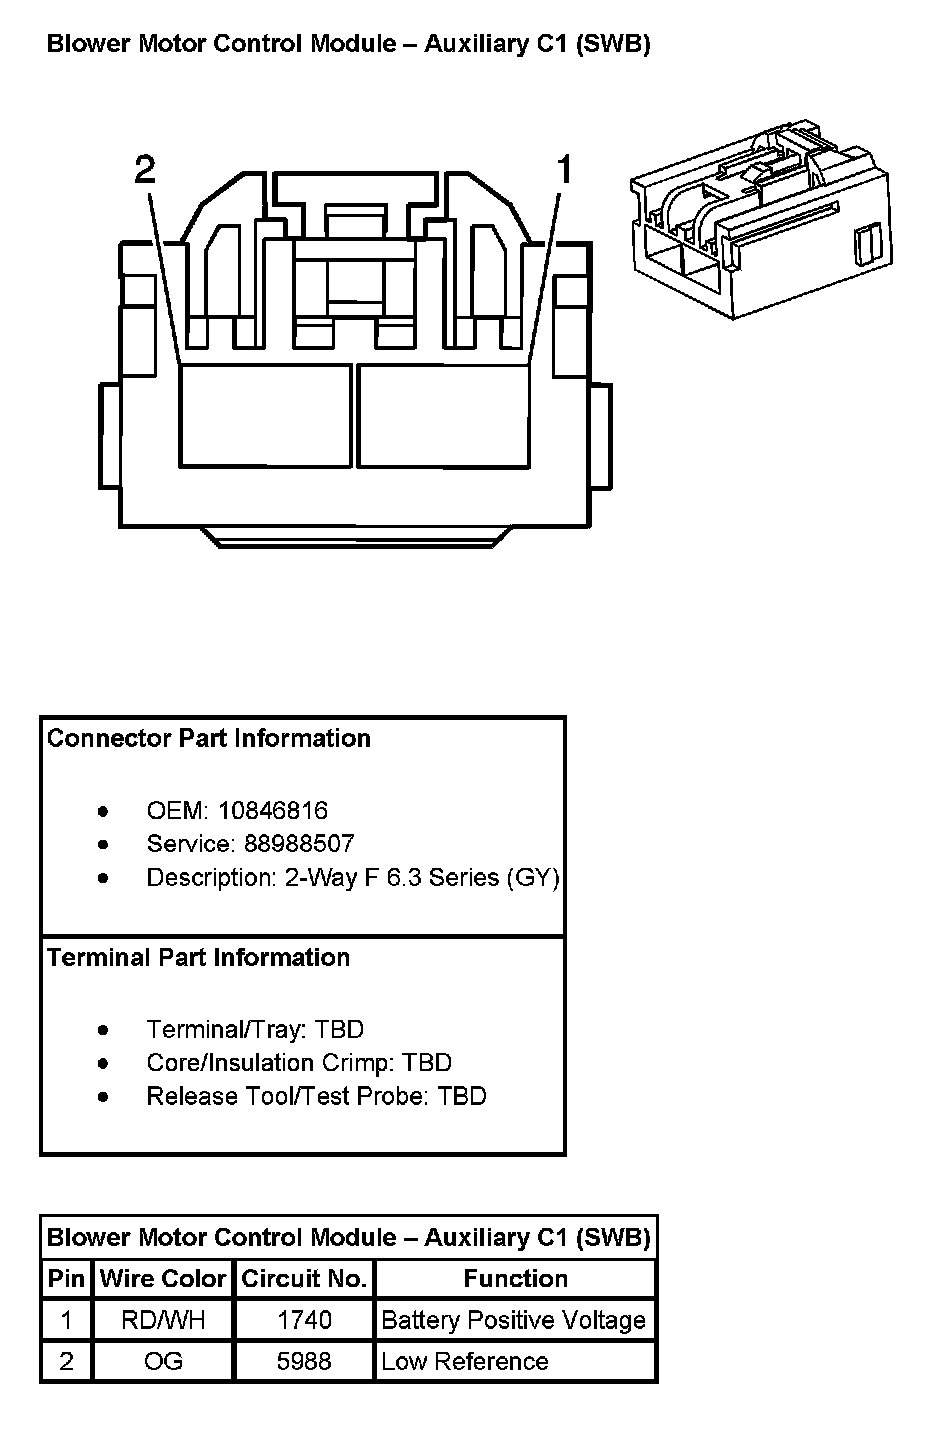 Blower Motor Control Module – Auxiliary C1 (SWB)
2
1
Connector Part Information
• OEM: 10846816
• Service: 88988507
• Description: 2-Way F 6.3 Series (GY)
Terminal Part Information
• Terminal/Tray: TBD
• Core/Insulation Crimp: TBD
• Release Tool/Test Probe: TBD
Blower Motor Control Module – Auxiliary C1 (SWB)
Pin Wire Color Circuit No. Function
1 RD/WH 1740 Battery Positive Voltage
2 OG 5988 Low Reference